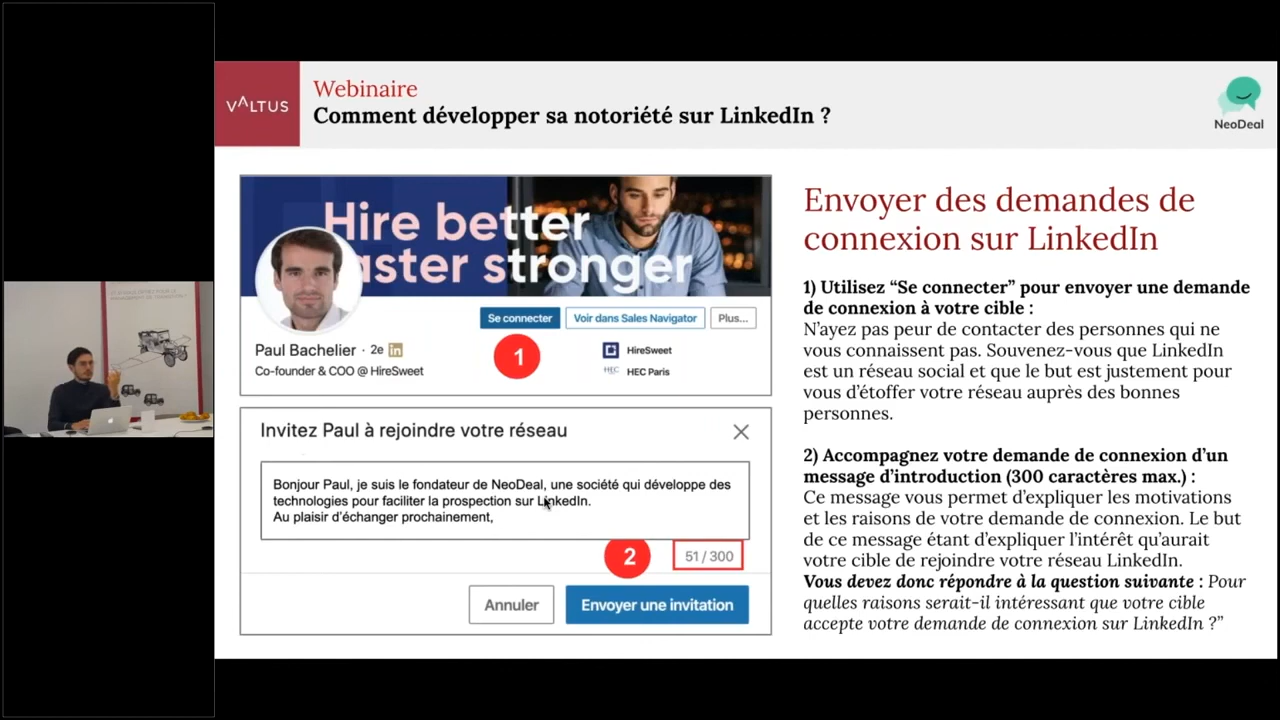 VALTUS
Webinaire
Comment développer sa notoriété sur LinkedIn ?
NeoDeal
Hire better
aster stronger
Se connecter
Voir dans Sales Navigator
Plus...
1
Paul Bachelier · 2e in
Co-founder & COO @ HireSweet
HireSweet
HEC
HEC Paris
Invitez Paul à rejoindre votre réseau
Bonjour Paul, je suis le fondateur de NeoDeal, une société qui développe des
technologies pour faciliter la prospection sur LinkedIn.
Au plaisir d’échanger prochainement,
2
51 / 300
Annuler
Envoyer une invitation
Envoyer des demandes de
connexion sur LinkedIn
1) Utilisez “Se connecter” pour envoyer une demande
de connexion à votre cible :
N’ayez pas peur de contacter des personnes qui ne
vous connaissent pas. Souvenez-vous que LinkedIn
est un réseau social et que le but est justement pour
vous d’étoffer votre réseau auprès des bonnes
personnes.
2) Accompagnez votre demande de connexion d’un
message d’introduction (300 caractères max.) :
Ce message vous permet d’expliquer les motivations
et les raisons de votre demande de connexion. Le but
de ce message étant d’expliquer l’intérêt qu’aurait
votre cible de rejoindre votre réseau LinkedIn.
Vous devez donc répondre à la question suivante : Pour
quelles raisons serait-il intéressant que votre cible
accepte votre demande de connexion sur LinkedIn ?”